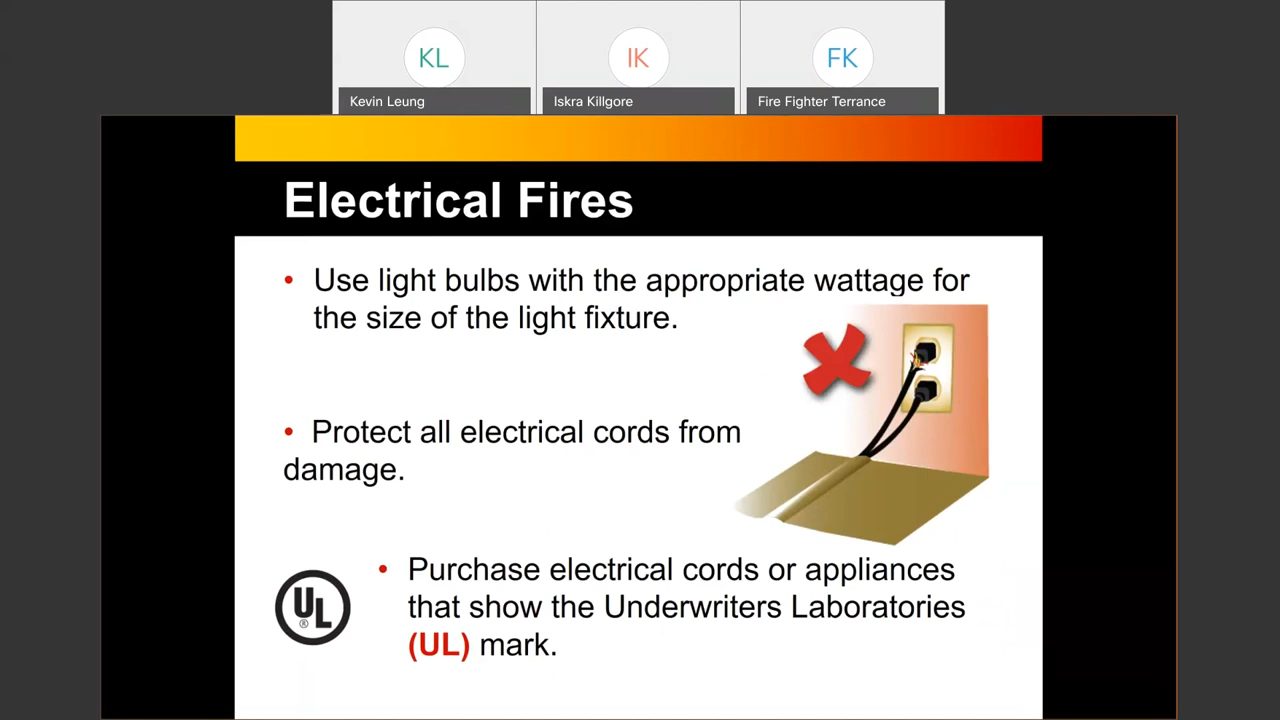 KL
IK
FK
Kevin Leung
Iskra Killgore
Fire Fighter Terrance
Electrical Fires
• Use light bulbs with the appropriate wattage for
the size of the light fixture.
• Protect all electrical cords from
damage.
UL
®
• Purchase electrical cords or appliances
that show the Underwriters Laboratories
(UL) mark.